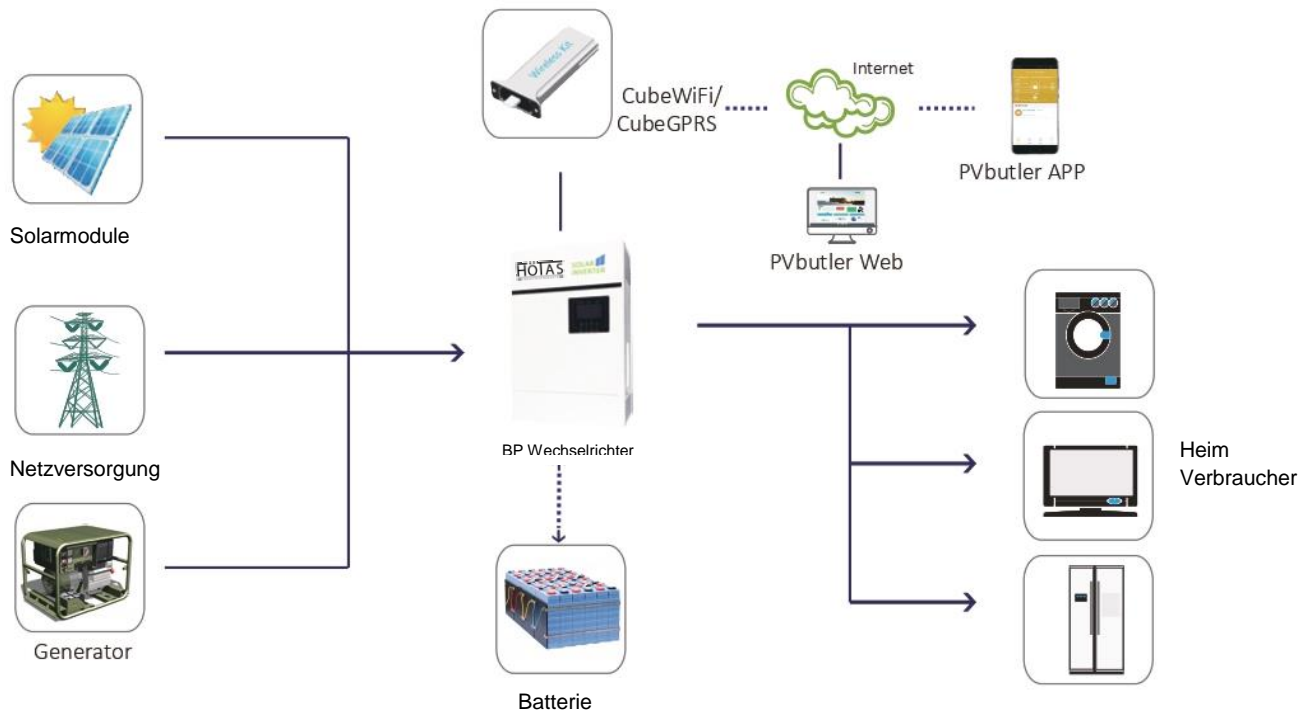 Wireless Kit
Internet
CubeWiFi/
CubeGPRS
PVbutler APP
PVbutler Web
Solarmodule
HOTAS
SOLAR
INVERTER
Netzversorgung
BP Wechselrichter
Heim
Verbraucher
Generator
Batterie